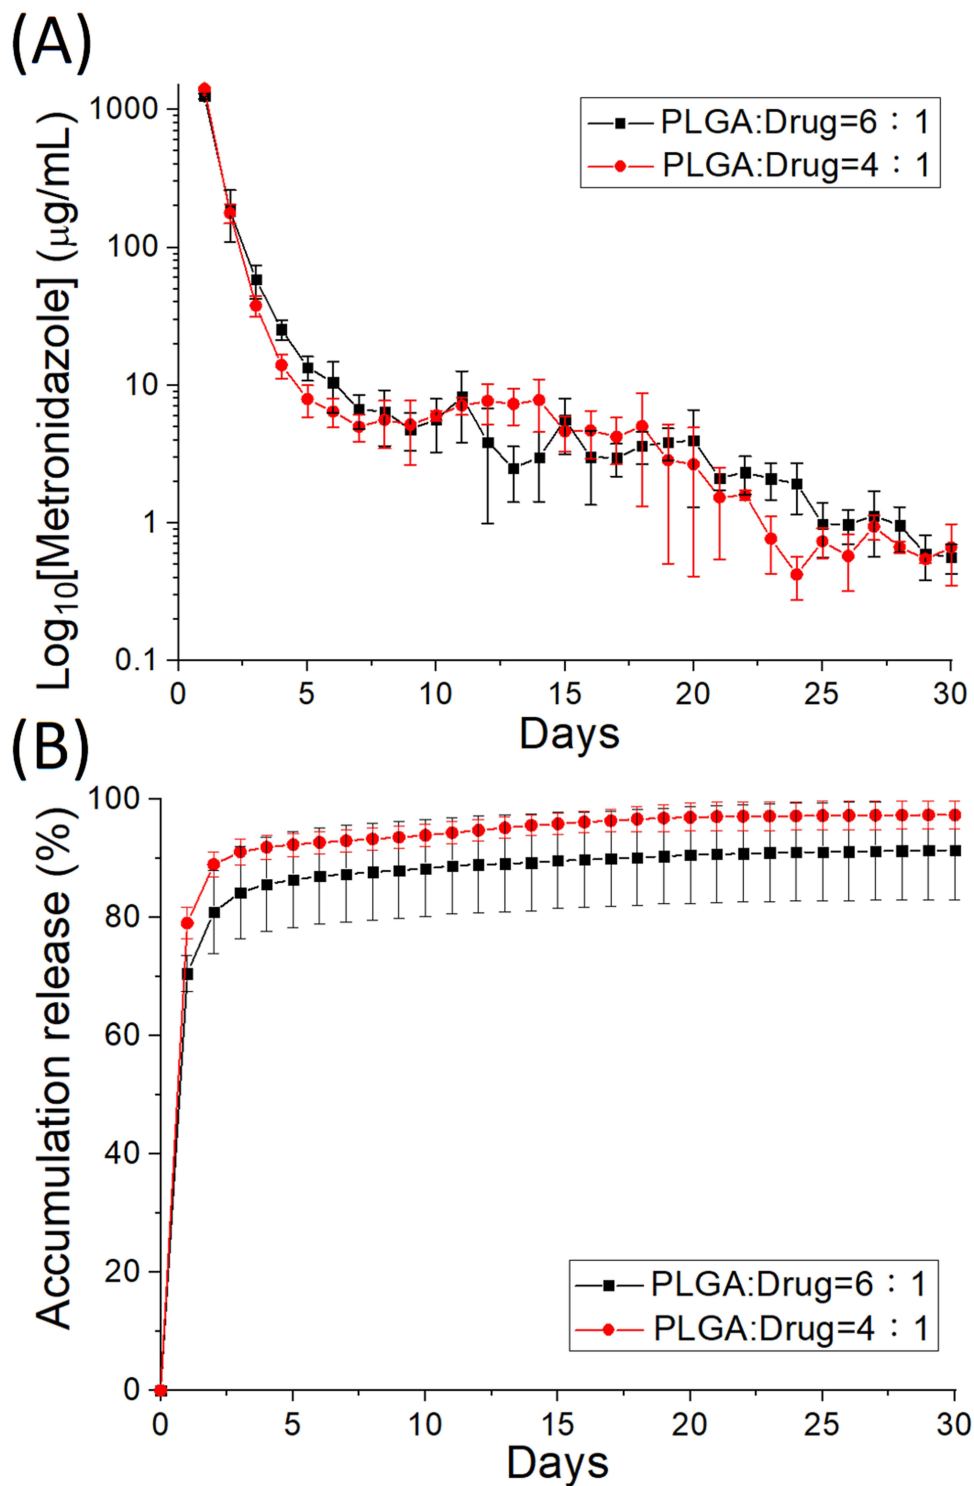 (A)
Log₁₀[Metronidazole] (μg/mL)
1000
100
10
1
0.1
PLGA:Drug=6：1
PLGA:Drug=4：1
0 5 10 15 20 25 30
Days
(B)
Accumulation release (%)
100
80
60
40
20
0
PLGA:Drug=6：1
PLGA:Drug=4：1
0 5 10 15 20 25 30
Days